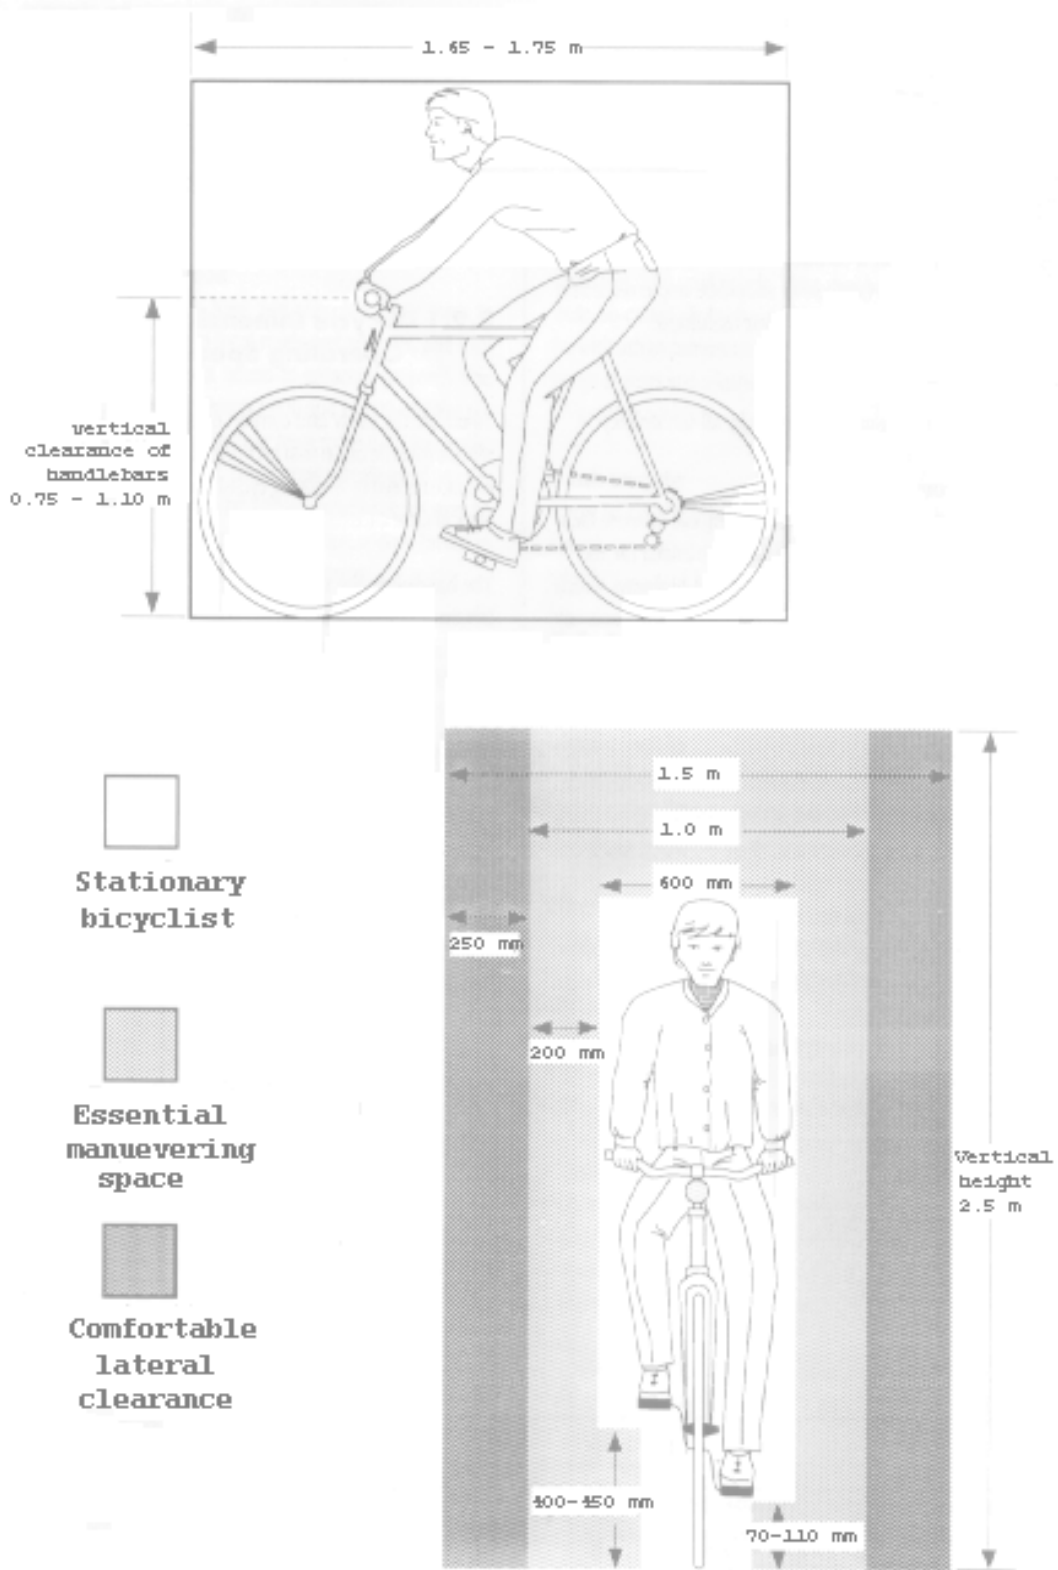 1.65 - 1.75 m
vertical
clearance of
handlebars
0.75 - 1.10 m
1.5 m
1.0 m
600 mm
250 mm
200 mm
Stationary
bicyclist
Essential
manuevering
space
Comfortable
lateral
clearance
Vertical
height
2.5 m
400-450 mm
70-110 mm